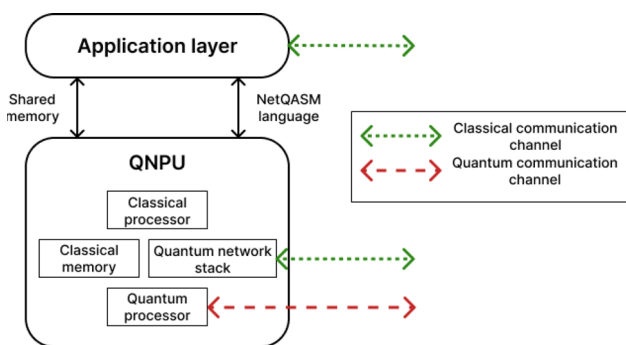 Application layer
Shared
memory
NetQASM
language
QNPU
Classical
processor
Classical
memory
Quantum network
stack
Quantum
processor
Classical communication
channel
Quantum communication
channel